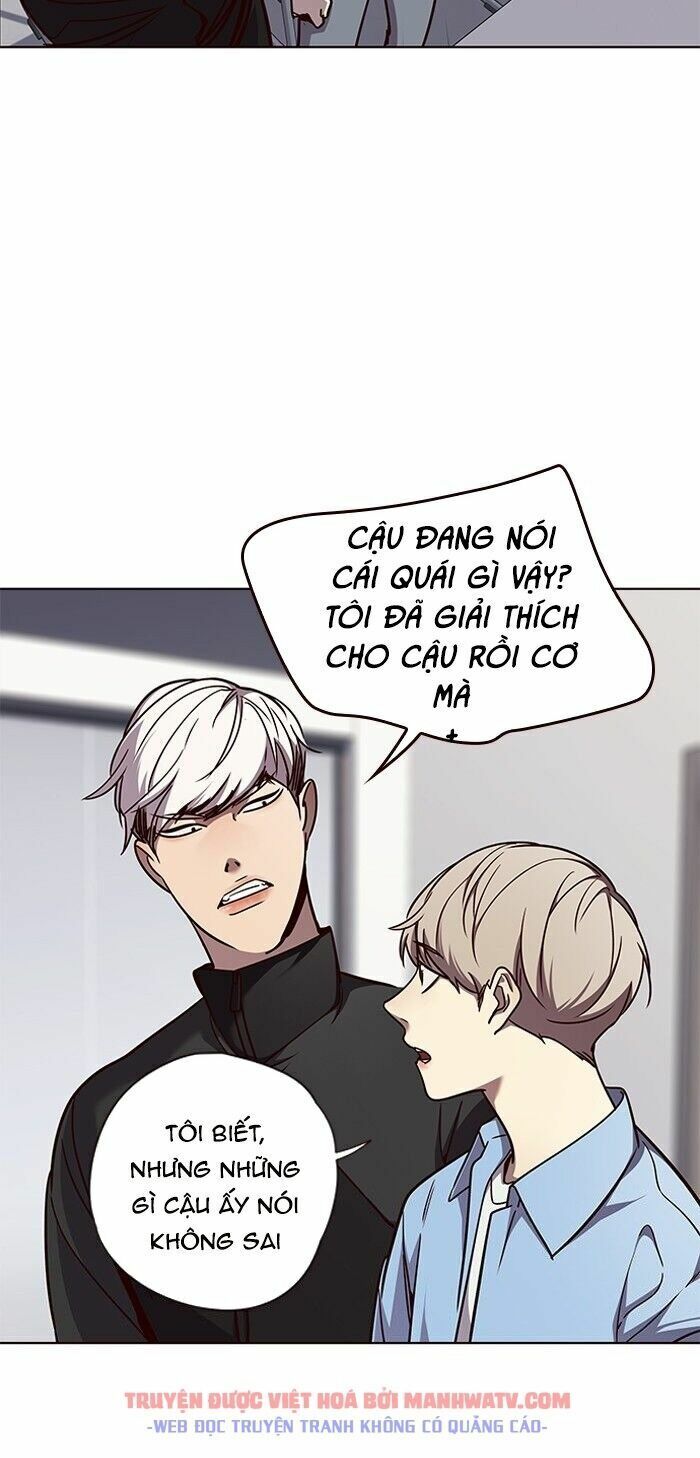 CẬU ĐANG NÓI
CÁI QUÁI GÌ VẬY?
TÔI ĐÃ GIẢI THÍCH
CHO CẬU RỒI CƠ
MÀ
TÔI BIẾT,
NHƯNG NHỮNG
GÌ CẬU ẤY NÓI
KHÔNG SAI
TRUYỆN ĐƯỢC VIỆT HOÁ BỞI MANHWATV.COM
-WEB ĐỌC TRUYỆN TRANH KHÔNG CÓ QUẢNG CÁO-